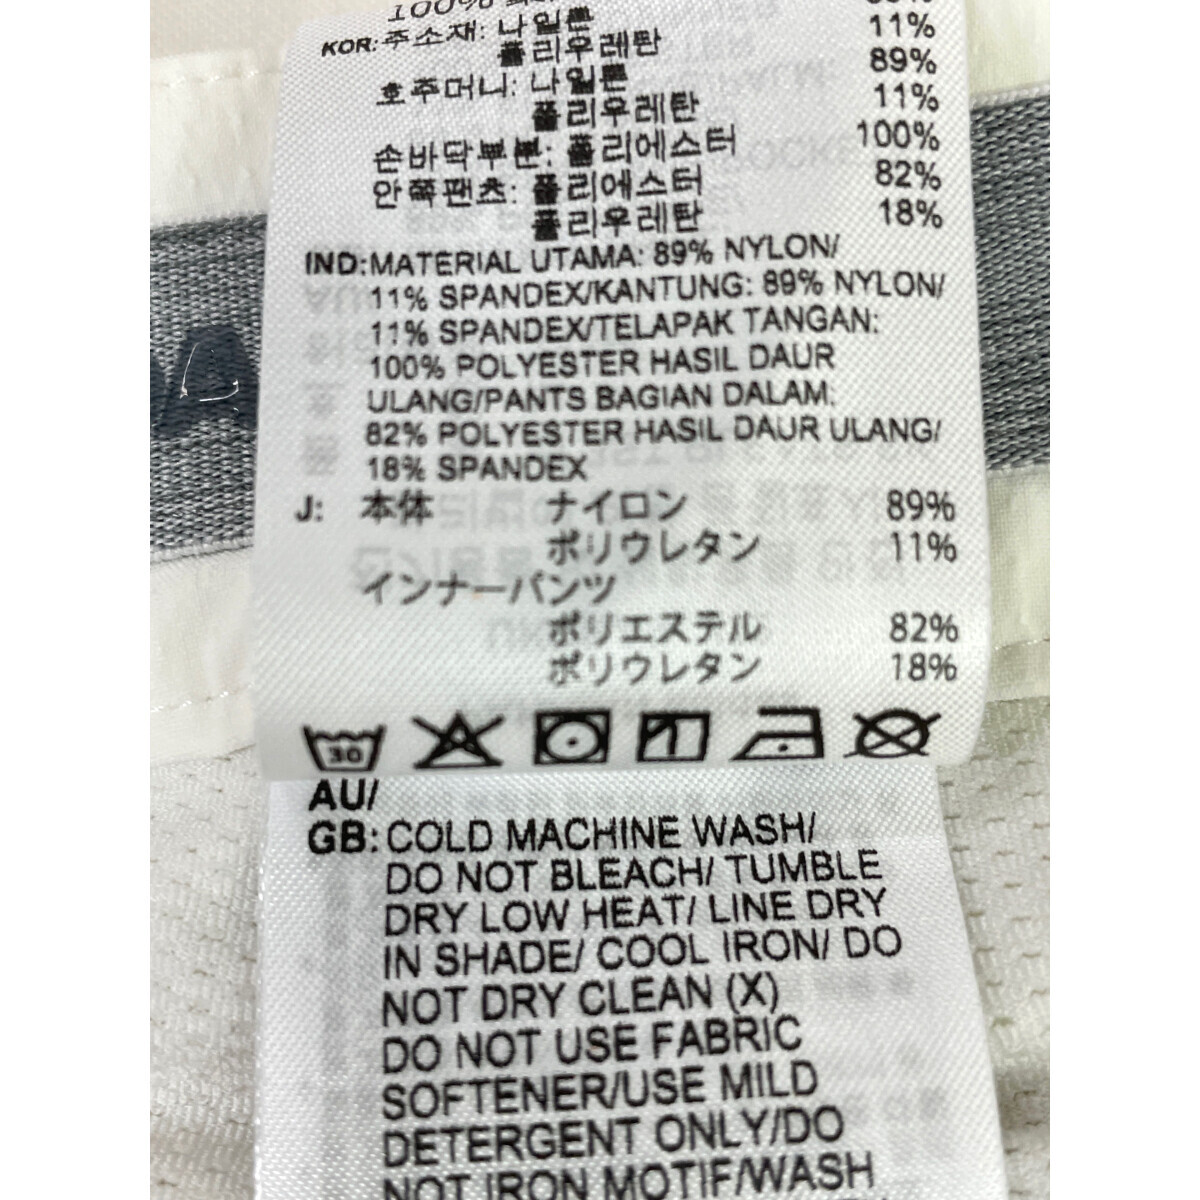 100%
KOR: 주소재: 나일론
폴리우레탄 11%
호주머니: 나일론 89%
폴리우레탄 11%
손바닥부분: 폴리에스터 100%
안쪽팬츠: 폴리에스터 82%
폴리우레탄 18%
IND: MATERIAL UTAMA: 89% NYLON/
11% SPANDEX/KANTUNG: 89% NYLON/
11% SPANDEX/TELAPAK TANGAN:
100% POLYESTER HASIL DAUR
ULANG/PANTS BAGIAN DALAM:
82% POLYESTER HASIL DAUR ULANG/
18% SPANDEX
J: 本体 ナイロン 89%
ポリウレタン 11%
インナーパンツ
ポリエステル 82%
ポリウレタン 18%
30
AU/
GB: COLD MACHINE WASH/
DO NOT BLEACH/ TUMBLE
DRY LOW HEAT/ LINE DRY
IN SHADE/ COOL IRON/ DO
NOT DRY CLEAN (X)
DO NOT USE FABRIC
SOFTENER/USE MILD
DETERGENT ONLY/DO
NOT IRON MOTIF/WASH